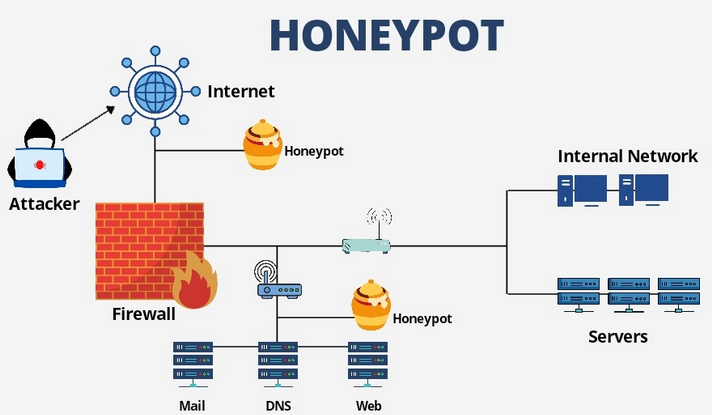 HONEYPOT
Internet
Honeypot
Attacker
Internal Network
Firewall
Honeypot
Servers
Mail
DNS
Web